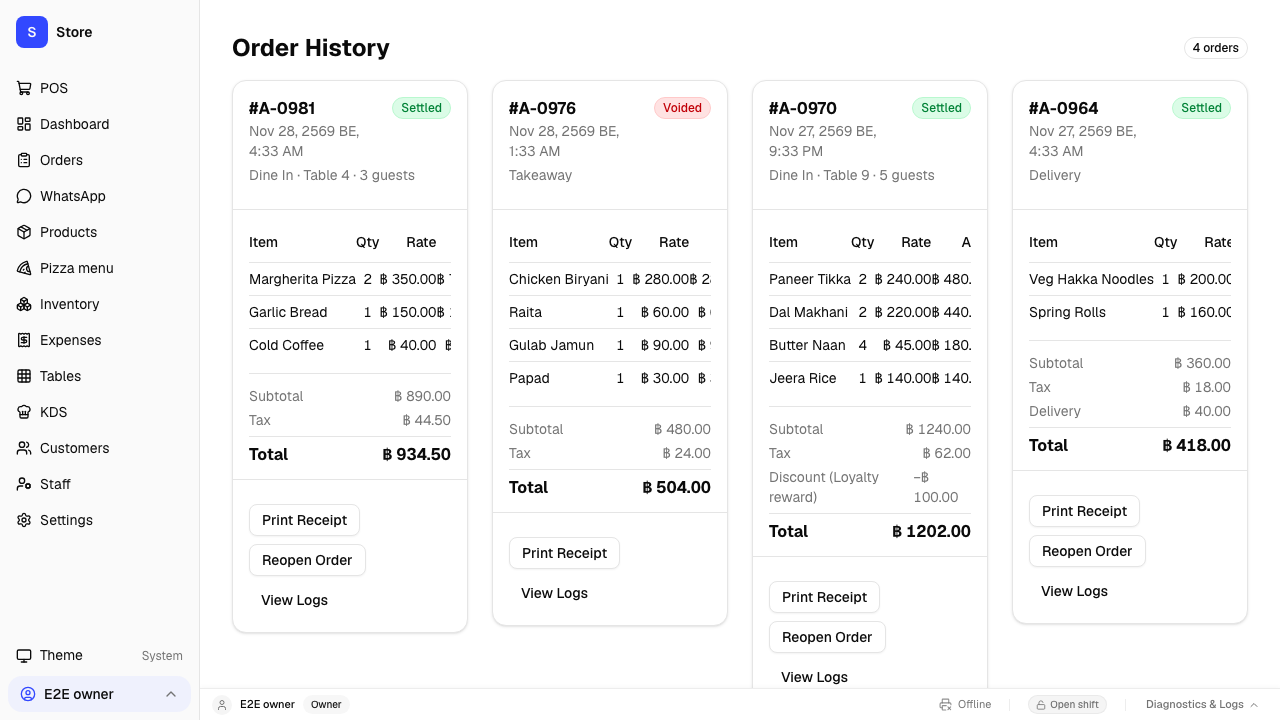 S Store
POS
Dashboard
Orders
WhatsApp
Products
Pizza menu
Inventory
Expenses
Tables
KDS
Customers
Staff
Settings
Theme System
E2E owner
Order History
4 orders
#A-0981 Settled
Nov 28, 2569 BE,
4:33 AM
Dine In · Table 4 · 3 guests
Item Qty Rate
Margherita Pizza 2 ฿ 350.00฿
Garlic Bread 1 ฿ 150.00฿
Cold Coffee 1 ฿ 40.00 ฿
Subtotal ฿ 890.00
Tax ฿ 44.50
Total ฿ 934.50
Print Receipt
Reopen Order
View Logs
#A-0976 Voided
Nov 28, 2569 BE,
1:33 AM
Takeaway
Item Qty Rate
Chicken Biryani 1 ฿ 280.00฿ 2
Raita 1 ฿ 60.00 ฿
Gulab Jamun 1 ฿ 90.00 ฿
Papad 1 ฿ 30.00 ฿
Subtotal ฿ 480.00
Tax ฿ 24.00
Total ฿ 504.00
Print Receipt
View Logs
#A-0970 Settled
Nov 27, 2569 BE,
9:33 PM
Dine In · Table 9 · 5 guests
Item Qty Rate A
Paneer Tikka 2 ฿ 240.00฿ 480.
Dal Makhani 2 ฿ 220.00฿ 440.
Butter Naan 4 ฿ 45.00฿ 180.
Jeera Rice 1 ฿ 140.00฿ 140.
Subtotal ฿ 1240.00
Tax ฿ 62.00
Discount (Loyalty reward) −฿ 100.00
Total ฿ 1202.00
Print Receipt
Reopen Order
View Logs
#A-0964 Settled
Nov 27, 2569 BE,
4:33 AM
Delivery
Item Qty Rate
Veg Hakka Noodles 1 ฿ 200.00
Spring Rolls 1 ฿ 160.00
Subtotal ฿ 360.00
Tax ฿ 18.00
Delivery ฿ 40.00
Total ฿ 418.00
Print Receipt
Reopen Order
View Logs
E2E owner Owner Offline Open shift Diagnostics & Logs